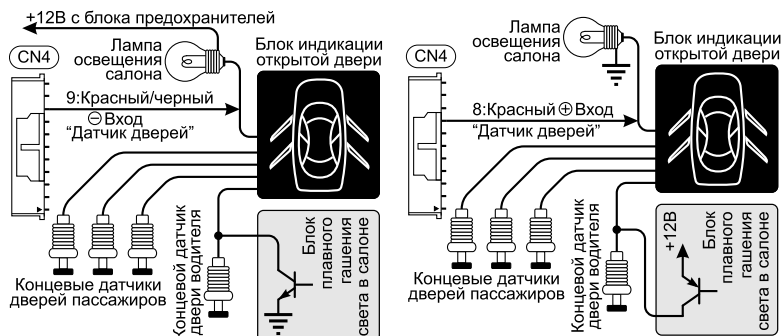 +12В с блока предохранителей
Лампа
освещения
салона
Блок индикации
открытой двери
CN4
9:Красный/черный
⊖Вход
“Датчик дверей”
Концевые датчики
дверей пассажиров
Концевой датчик
двери водителя
Блок
плавного
гашения
света в салоне
Лампа
освещения
салона
Блок индикации
открытой двери
CN4
8:Красный ⊕Вход
“Датчик дверей”
Концевые датчики
дверей пассажиров
Концевой датчик
двери водителя
+12В
Блок
плавного
гашения
света в салоне